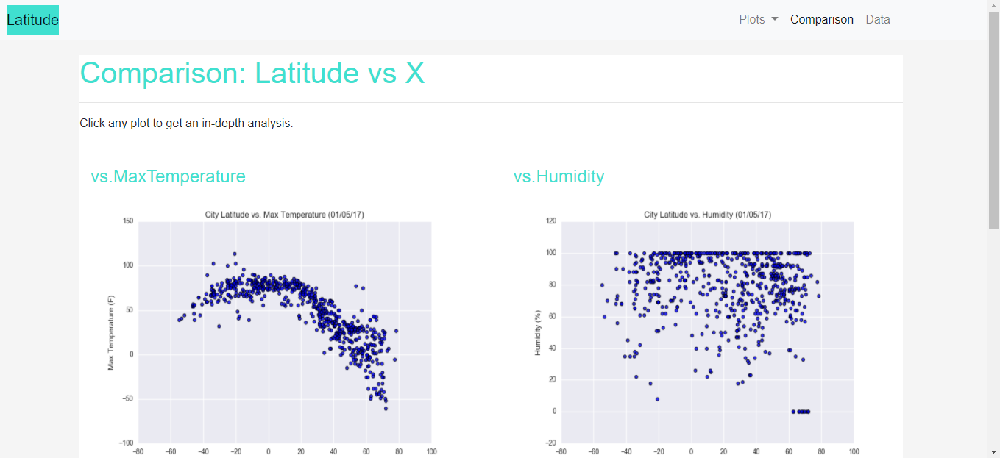 Latitude
Plots Comparison Data
Comparison: Latitude vs X
Click any plot to get an in-depth analysis.
vs.MaxTemperature
City Latitude vs. Max Temperature (01/05/17)
Max Temperature (F)
150
100
50
0
−50
−100
−80 −60 −40 −20 0 20 40 60 80 100
vs.Humidity
City Latitude vs. Humidity (01/05/17)
Humidity (%)
120
100
80
60
40
20
0
−20
−80 −60 −40 −20 0 20 40 60 80 100